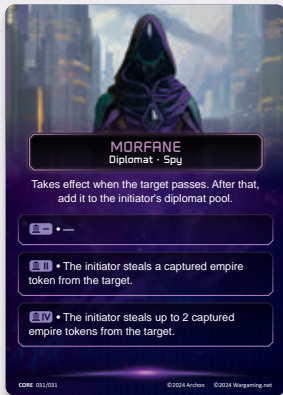 MORFANE
Diplomat · Spy
Takes effect when the target passes. After that,
add it to the initiator's diplomat pool.
– • —
II • The initiator steals a captured empire
token from the target.
IV • The initiator steals up to 2 captured
empire tokens from the target.
CORE 031/031 ©2024 Archon ©2024 Wargaming.net